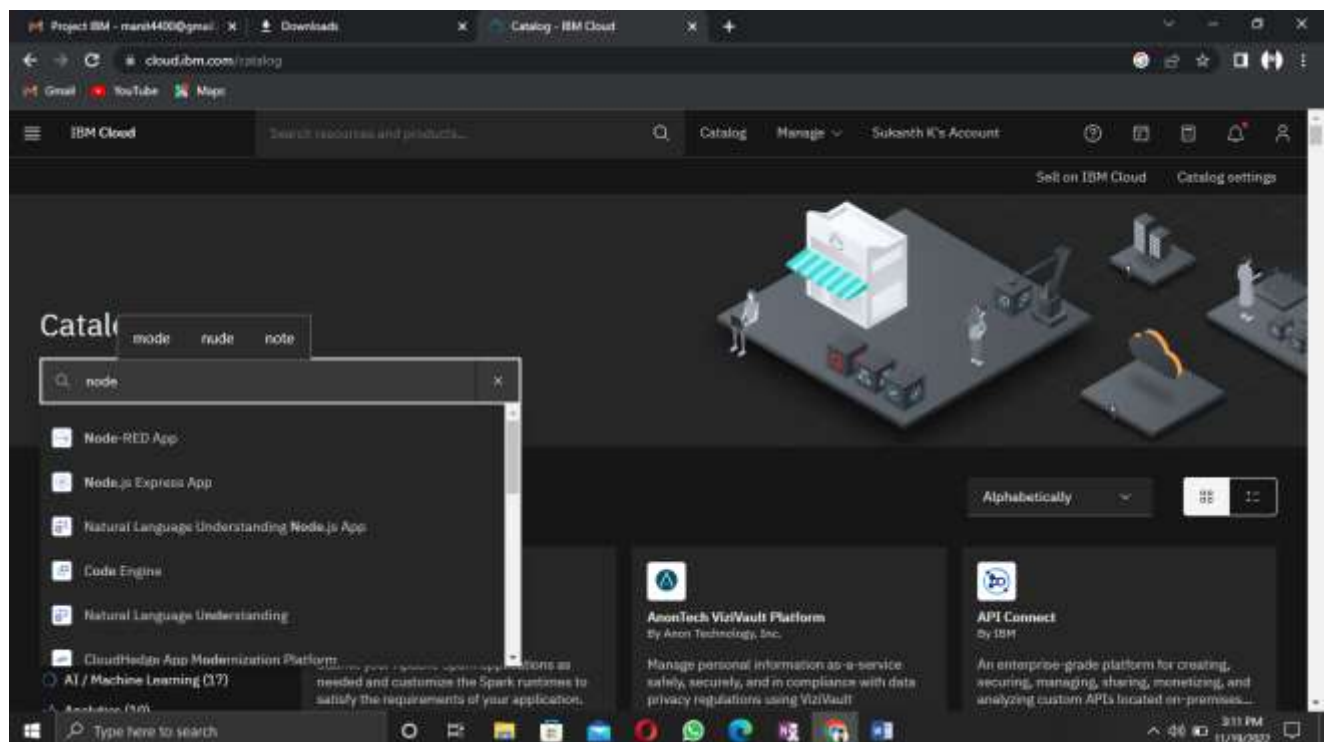 Project IBM - manit4400@gmail
Downloads
Catalog - IBM Cloud
cloud.ibm.com/catalog
Gmail
YouTube
Maps
IBM Cloud
Search resources and products...
Catalog
Manage
Sukanth K's Account
Sell on IBM Cloud
Catalog settings
Catalo
mode nude note
node
Node-RED App
Node.js Express App
Natural Language Understanding Node.js App
Code Engine
Natural Language Understanding
CloudHedge App Modernization Platform
AI / Machine Learning (17)
Analytics (10)
Alphabetically
needed and customize the Spark runtimes to
satisfy the requirements of your application.
AnonTech ViziVault Platform
By Anon Technology, Inc.
Manage personal information as-a-service
safely, securely, and in compliance with data
privacy regulations using ViziVault
API Connect
By IBM
An enterprise-grade platform for creating,
securing, managing, sharing, monetizing, and
analyzing custom APIs located on-premises...
Type here to search
3:11 PM